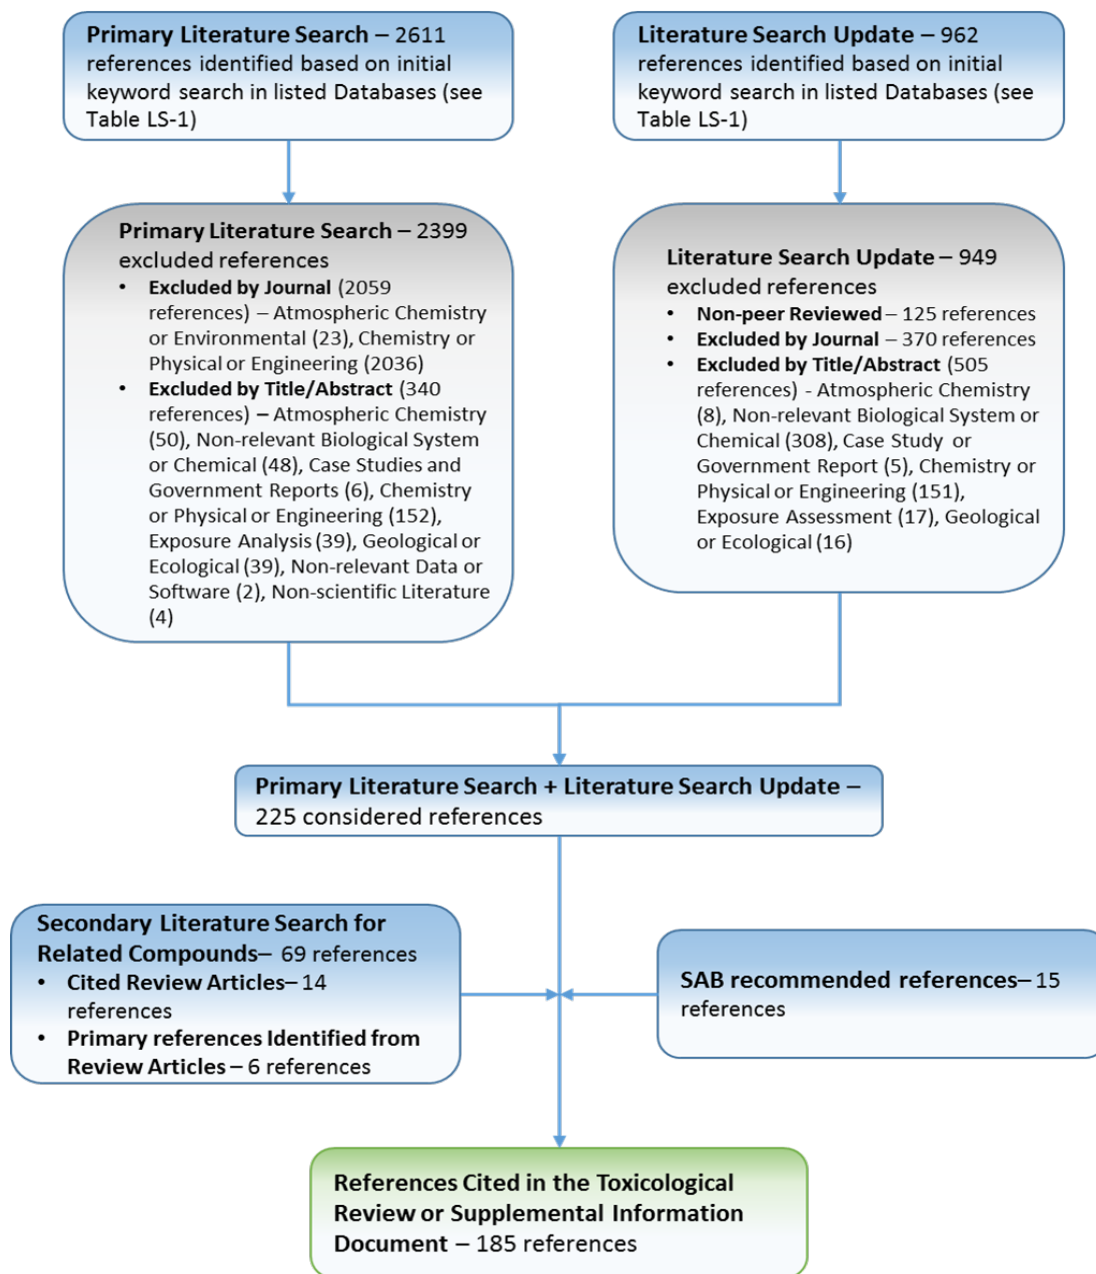 Primary Literature Search – 2611
references identified based on initial
keyword search in listed Databases (see
Table LS-1)
Literature Search Update – 962
references identified based on initial
keyword search in listed Databases (see
Table LS-1)
Primary Literature Search – 2399
excluded references
• Excluded by Journal (2059
references) – Atmospheric Chemistry
or Environmental (23), Chemistry or
Physical or Engineering (2036)
• Excluded by Title/Abstract (340
references) – Atmospheric Chemistry
(50), Non-relevant Biological System
or Chemical (48), Case Studies and
Government Reports (6), Chemistry
or Physical or Engineering (152),
Exposure Analysis (39), Geological or
Ecological (39), Non-relevant Data or
Software (2), Non-scientific Literature
(4)
Literature Search Update – 949
excluded references
• Non-peer Reviewed – 125 references
• Excluded by Journal – 370 references
• Excluded by Title/Abstract (505
references) - Atmospheric Chemistry
(8), Non-relevant Biological System or
Chemical (308), Case Study or
Government Report (5), Chemistry or
Physical or Engineering (151),
Exposure Assessment (17), Geological
or Ecological (16)
Primary Literature Search + Literature Search Update –
225 considered references
Secondary Literature Search for
Related Compounds– 69 references
• Cited Review Articles– 14
references
• Primary references Identified from
Review Articles – 6 references
SAB recommended references– 15
references
References Cited in the Toxicological
Review or Supplemental Information
Document – 185 references